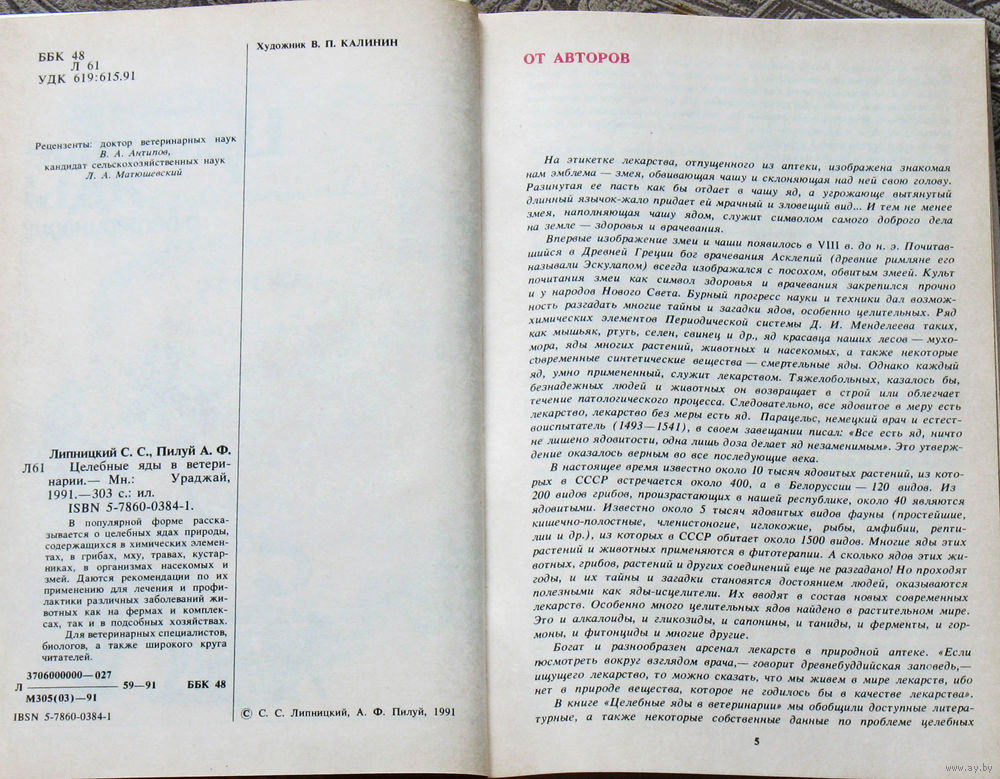 ББК 48
Л 61
УДК 619:615.91
Художник В. П. КАЛИНИН
Рецензенты: доктор ветеринарных наук
В. А. Антипов,
кандидат сельскохозяйственных наук
Л. А. Матюшевский
Липницкий С. С., Пилуй А. Ф.
Л61 Целебные яды в ветери-
нарии.— Мн.: Ураджай,
1991.—303 с.: ил.
ISBN 5-7860-0384-1.
В популярной форме расска-
зывается о целебных ядах природы,
содержащихся в химических элемен-
тах, в грибах, мху, травах, кустар-
никах, в организмах насекомых и
змей. Даются рекомендации по их
применению для лечения и профи-
лактики различных заболеваний жи-
вотных как на фермах и комплек-
сах, так и в подсобных хозяйствах.
Для ветеринарных специалистов,
биологов, а также широкого круга
читателей.
3706000000—027
Л ——— 59—91 ББК 48
М305(03)—91
ISBN 5-7860-0384-1
© С. С. Липницкий, А. Ф. Пилуй, 1991
ОТ АВТОРОВ
На этикетке лекарства, отпущенного из аптеки, изображена знакомая
нам эмблема — змея, обвивающая чашу и склоняющая над ней свою голову.
Разинутая ее пасть как бы отдает в чашу яд, а угрожающе вытянутый
длинный язычок-жало придает ей мрачный и зловещий вид... И тем не менее
змея, наполняющая чашу ядом, служит символом самого доброго дела
на земле — здоровья и врачевания.
Впервые изображение змеи и чаши появилось в VIII в. до н. э. Почитав-
шийся в Древней Греции бог врачевания Асклепий (древние римляне его
называли Эскулапом) всегда изображался с посохом, обвитым змеей. Культ
почитания змеи как символ здоровья и врачевания закрепился прочно
и у народов Нового Света. Бурный прогресс науки и техники дал возмож-
ность разгадать многие тайны и загадки ядов, особенно целительных. Ряд
химических элементов Периодической системы Д. И. Менделеева таких,
как мышьяк, ртуть, селен, свинец и др., яд красавца наших лесов — мухо-
мора, яды многих растений, животных и насекомых, а также некоторые
современные синтетические вещества — смертельные яды. Однако каждый
яд, умно примененный, служит лекарством. Тяжелобольных, казалось бы,
безнадежных людей и животных он возвращает в строй или облегчает
течение патологического процесса. Следовательно, все ядовитое в меру есть
лекарство, лекарство без меры есть яд. Парацельс, немецкий врач и естест-
воиспытатель (1493—1541), в своем завещании писал: «Все есть яд, ничто
не лишено ядовитости, одна лишь доза делает яд незаменимым». Это утверж-
дение оказалось верным во все последующие века.
В настоящее время известно около 10 тысяч ядовитых растений, из кото-
рых в СССР встречается около 400, а в Белоруссии — 120 видов. Из
200 видов грибов, произрастающих в нашей республике, около 40 являются
ядовитыми. Известно около 5 тысяч ядовитых видов фауны (простейшие,
кишечно-полостные, членистоногие, иглокожие, рыбы, амфибии, репти-
лии и др.), из которых в СССР обитает около 1500 видов. Многие яды этих
растений и животных применяются в фитотерапии. А сколько ядов этих жи-
вотных, грибов, растений и других соединений еще не разгадано! Но проходят
годы, и их тайны и загадки становятся достоянием людей, оказываются
полезными как яды-исцелители. Их вводят в состав новых современных
лекарств. Особенно много целительных ядов найдено в растительном мире.
Это и алкалоиды, и гликозиды, и сапонины, и таниды, и ферменты, и гор-
моны, и фитонциды и многие другие.
Богат и разнообразен арсенал лекарств в природной аптеке. «Если
посмотреть вокруг взглядом врача,— говорит древнебуддийская заповедь,—
ищущего лекарство, то можно сказать, что мы живем в мире лекарств, ибо
нет в природе вещества, которое не годилось бы в качестве лекарства».
В книге «Целебные яды в ветеринарии» мы обобщили доступные литера-
турные, а также некоторые собственные данные по проблеме целебных
5
www.ay.by